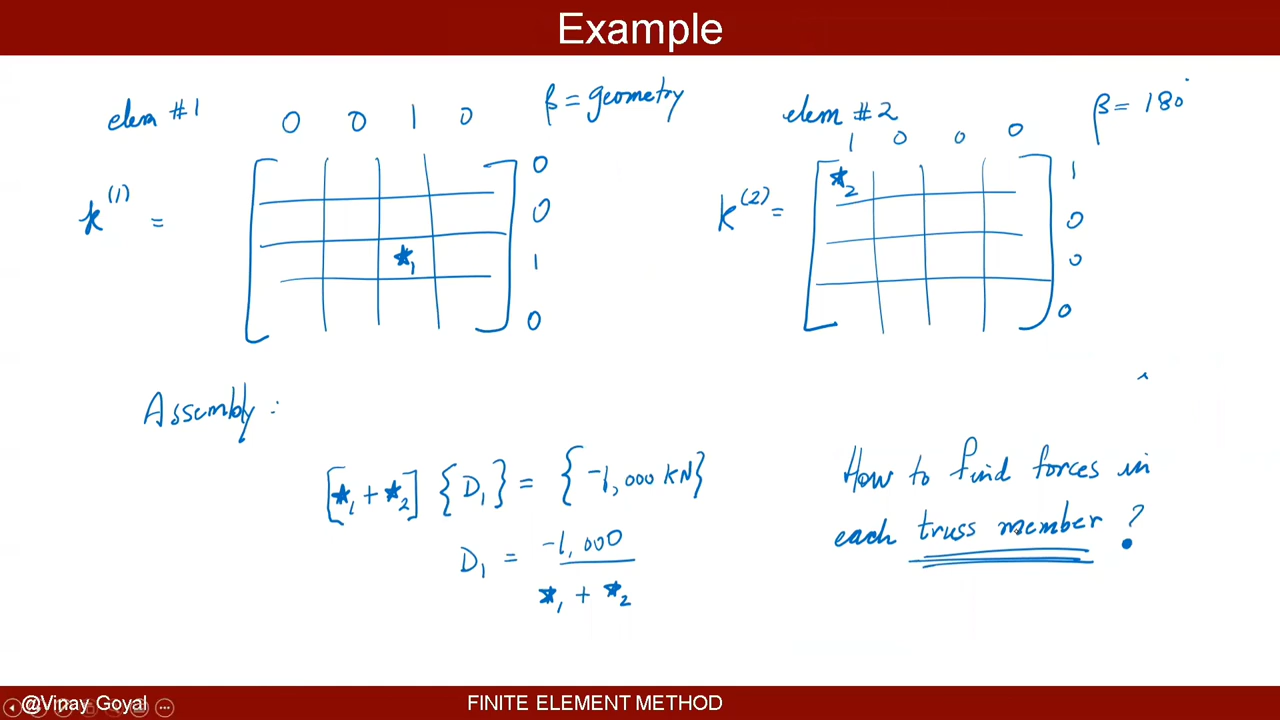 Example
elem #1
0 0 1 0
β = geometry
k^(1) =
★1
0
0
1
0
elem #2
1 0 0 0
β = 180°
k^(2) =
★2
1
0
0
0
Assembly :
[★1 + ★2] {D1} = {-1,000 kN}
D1 = -1,000
★1 + ★2
How to find forces in
each truss member ?
@Vinay Goyal
FINITE ELEMENT METHOD